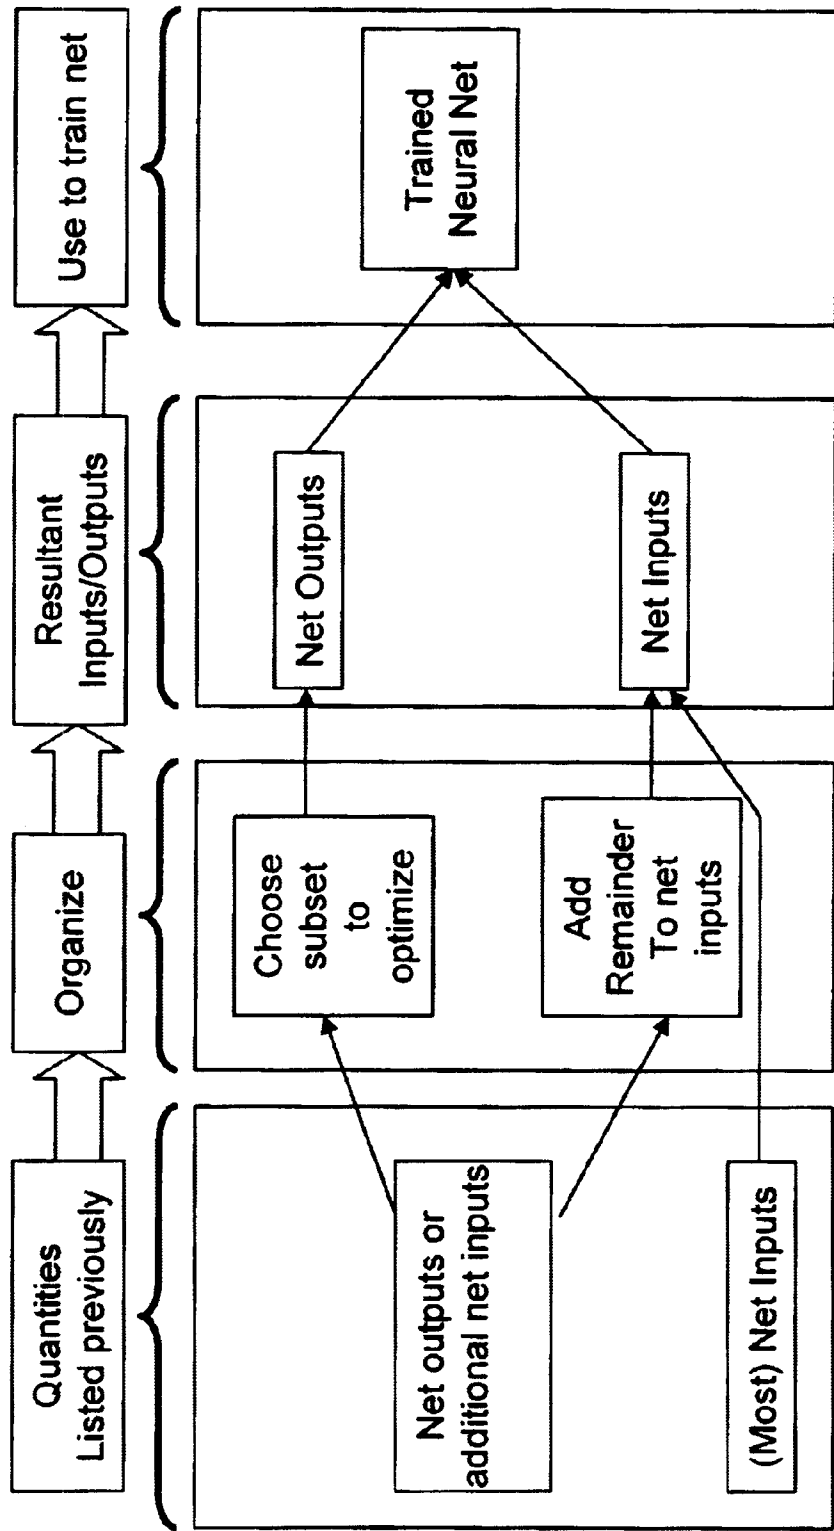 Quantities
Listed previously
Organize
Resultant
Inputs/Outputs
Use to train net
Net outputs or
additional net inputs
(Most) Net Inputs
Choose
subset
to
optimize
Add
Remainder
To net
inputs
Net Outputs
Net Inputs
Trained
Neural Net